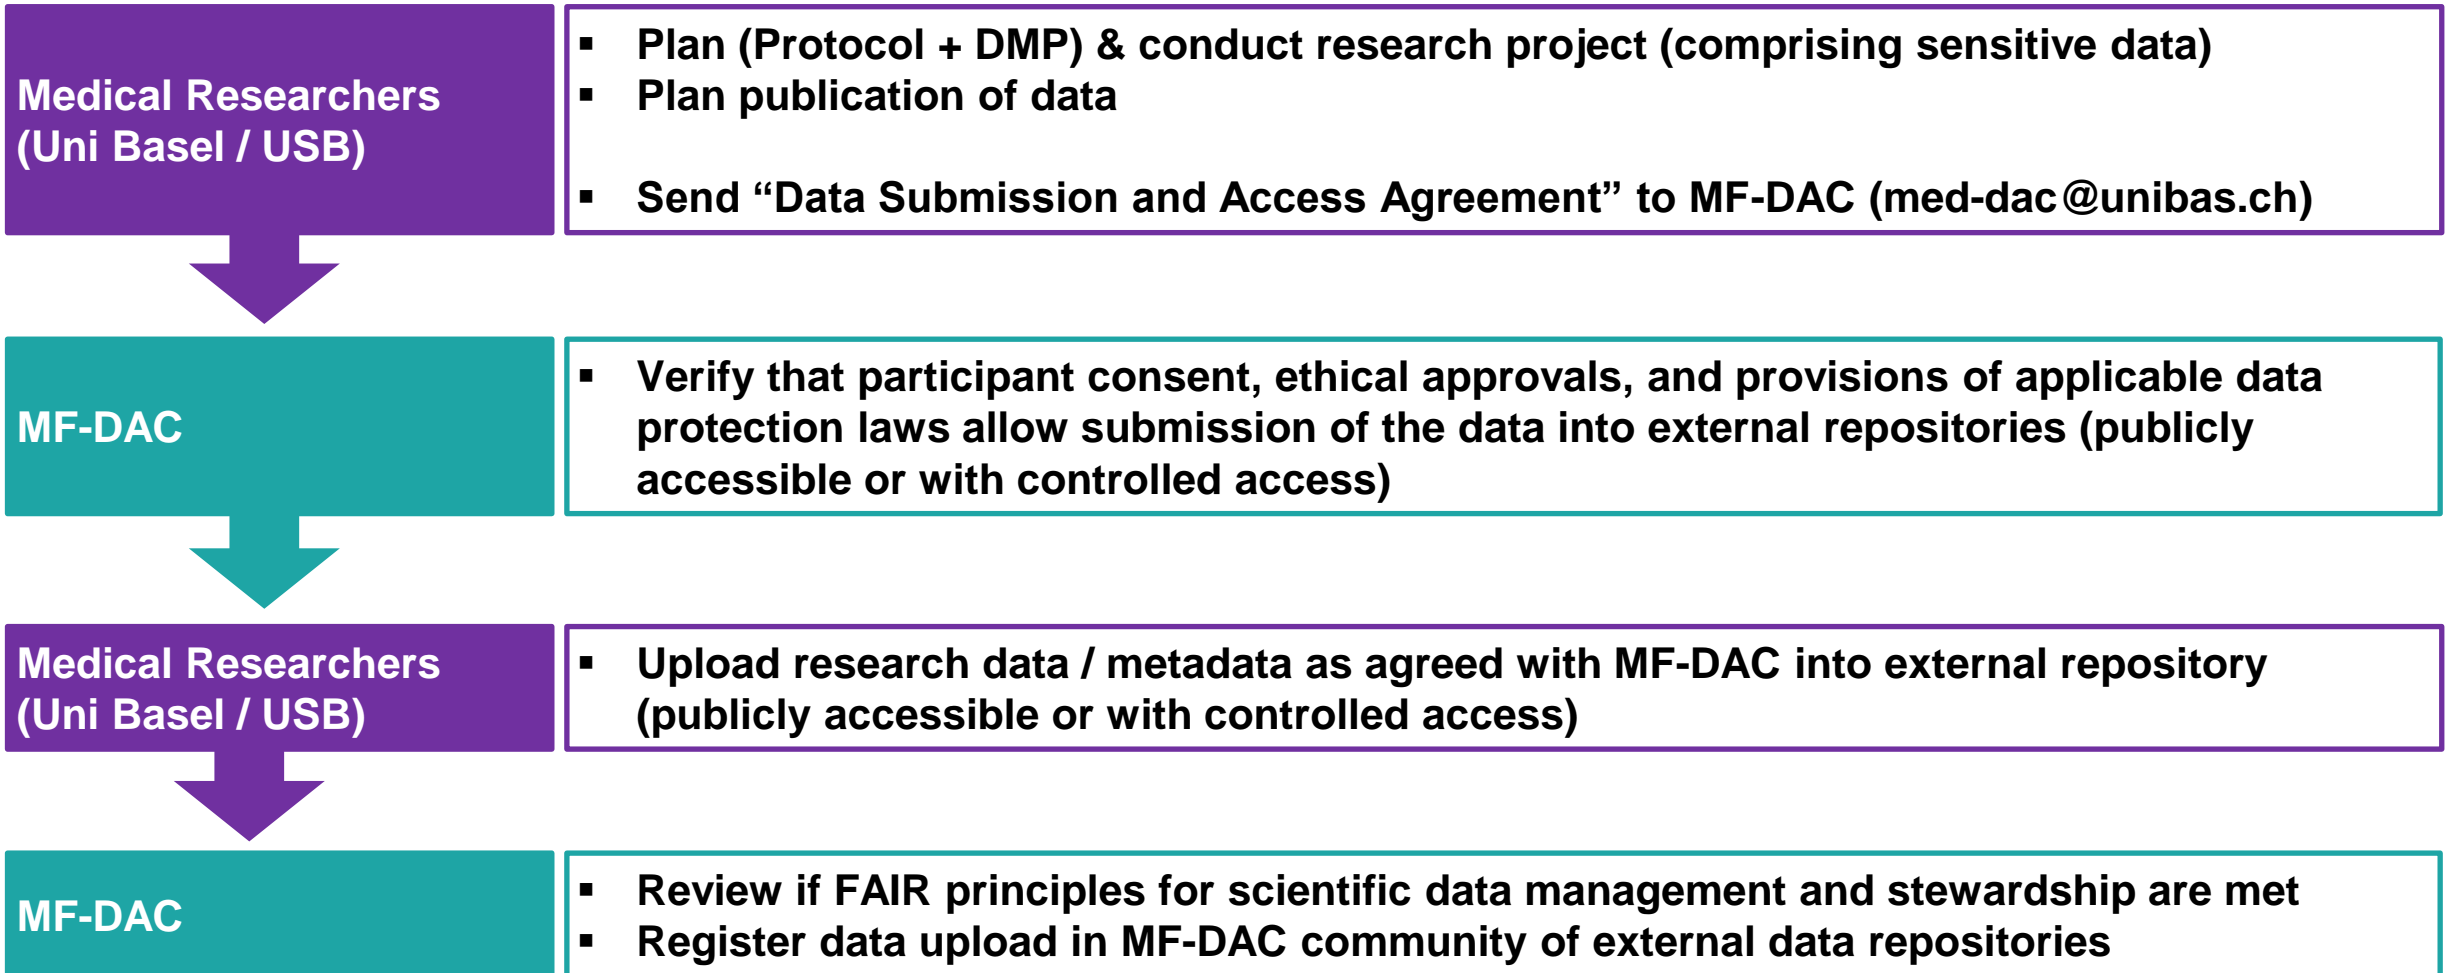 Medical Researchers
(Uni Basel / USB)
▪ Plan (Protocol + DMP) & conduct research project (comprising sensitive data)
▪ Plan publication of data
▪ Send “Data Submission and Access Agreement” to MF-DAC (med-dac@unibas.ch)
MF-DAC
▪ Verify that participant consent, ethical approvals, and provisions of applicable data
protection laws allow submission of the data into external repositories (publicly
accessible or with controlled access)
Medical Researchers
(Uni Basel / USB)
▪ Upload research data / metadata as agreed with MF-DAC into external repository
(publicly accessible or with controlled access)
MF-DAC
▪ Review if FAIR principles for scientific data management and stewardship are met
▪ Register data upload in MF-DAC community of external data repositories